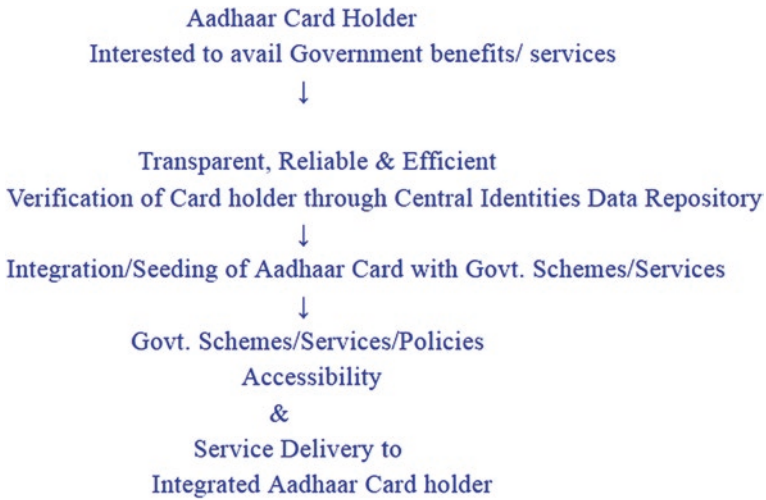 Aadhaar Card Holder
Interested to avail Government benefits/ services
↓
Transparent, Reliable & Efficient
Verification of Card holder through Central Identities Data Repository
↓
Integration/Seeding of Aadhaar Card with Govt. Schemes/Services
↓
Govt. Schemes/Services/Policies
Accessibility
&
Service Delivery to
Integrated Aadhaar Card holder